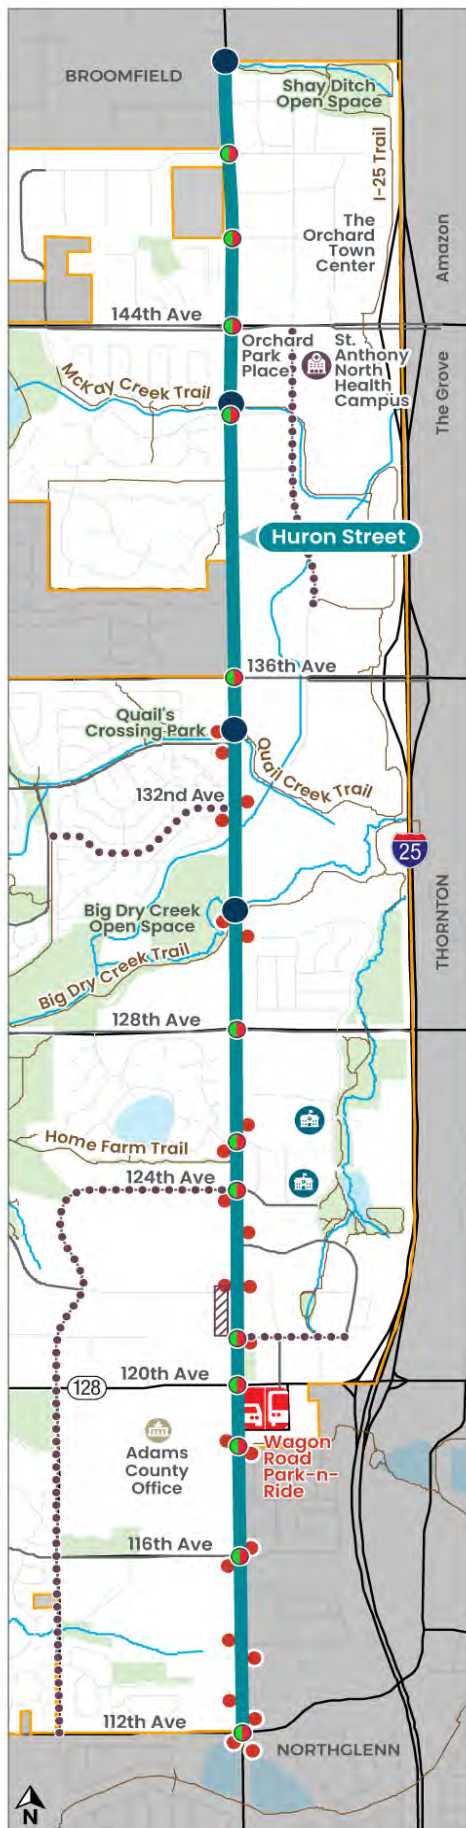 BROOMFIELD
Shay Ditch
Open Space
I-25 Trail
The
Orchard
Town
Center
Amazon
144th Ave
Orchard
Park
Place
St.
Anthony
North
Health
Campus
The Grove
McKay Creek Trail
Huron Street
136th Ave
Quail's
Crossing Park
Quail Creek Trail
132nd Ave
25
THORNTON
Big Dry Creek
Open Space
Big Dry Creek Trail
128th Ave
Home Farm Trail
124th Ave
120th Ave
128
Wagon
Road
Park-n-
Ride
Adams
County
Office
116th Ave
112th Ave
NORTHGLENN
N